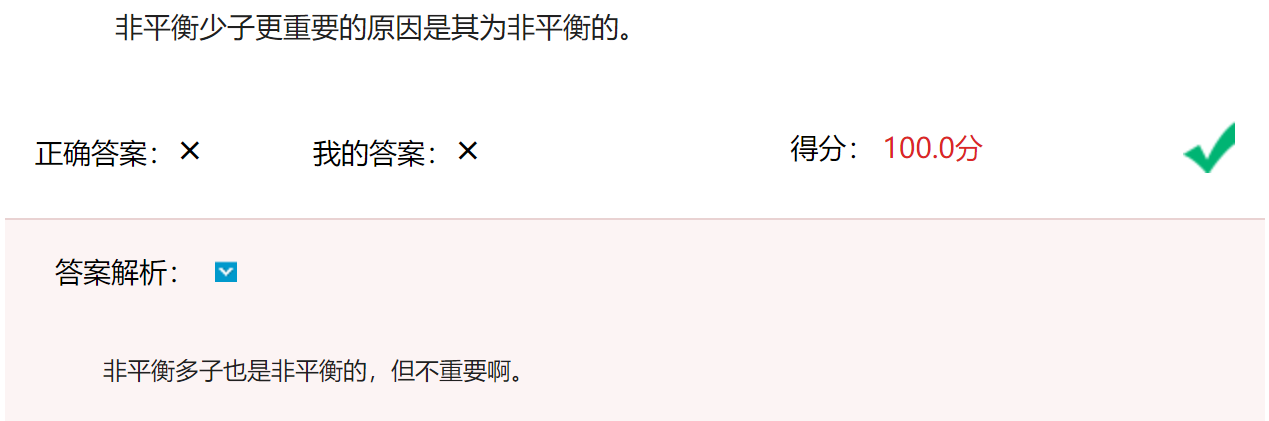 非平衡少子更重要的原因是其为非平衡的。
正确答案：× 我的答案：× 得分： 100.0分
答案解析：
非平衡多子也是非平衡的，但不重要啊。